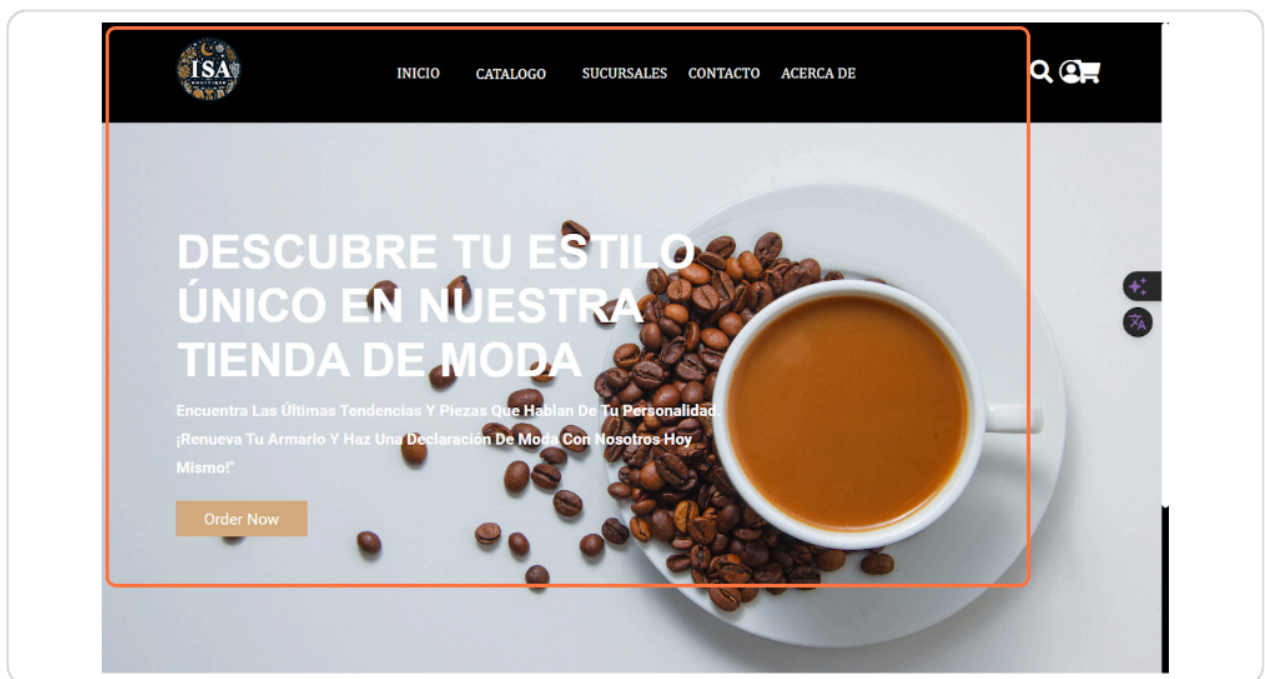 ISA
BOUTIQUE
INICIO CATALOGO SUCURSALES CONTACTO ACERCA DE
DESCUBRE TU ESTILO
ÚNICO EN NUESTRA
TIENDA DE MODA
Encuentra Las Últimas Tendencias Y Piezas Que Hablan De Tu Personalidad.
¡Renueva Tu Armario Y Haz Una Declaración De Moda Con Nosotros Hoy
Mismo!"
Order Now